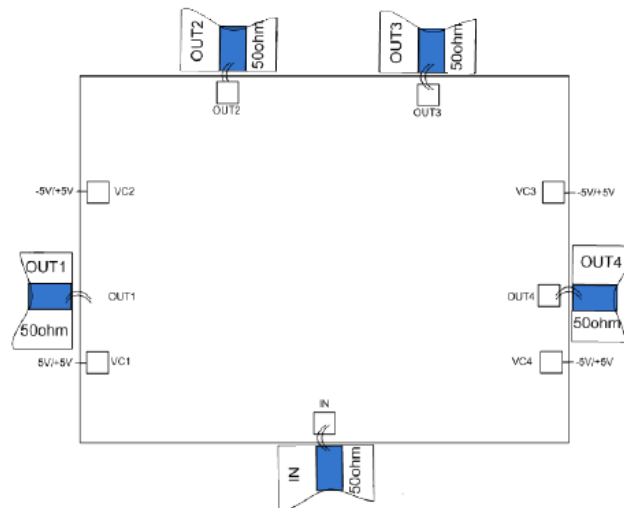 OUT2
50ohm
OUT3
50ohm
OUT2
OUT3
-5V/+5V
VC2
VC3
-5V/+5V
OUT1
50ohm
OUT1
OUT4
OUT4
50ohm
5V/+5V
VC1
VC4
-5V/+5V
IN
IN
50ohm